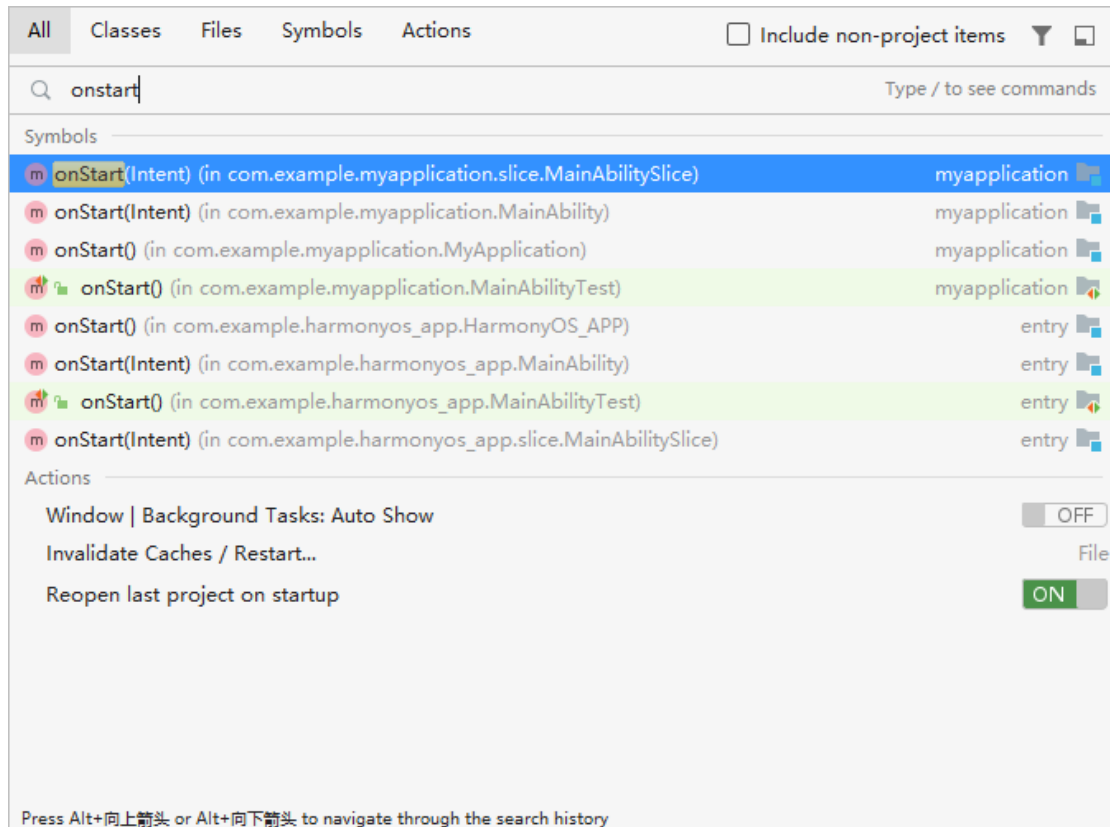 All Classes Files Symbols Actions Include non-project items
onstart Type / to see commands
Symbols
m onStart(Intent) (in com.example.myapplication.slice.MainAbilitySlice) myapplication
m onStart(Intent) (in com.example.myapplication.MainAbility) myapplication
m onStart() (in com.example.myapplication.MyApplication) myapplication
m onStart() (in com.example.myapplication.MainAbilityTest) myapplication
m onStart() (in com.example.harmonyos_app.HarmonyOS_APP) entry
m onStart(Intent) (in com.example.harmonyos_app.MainAbility) entry
m onStart() (in com.example.harmonyos_app.MainAbilityTest) entry
m onStart(Intent) (in com.example.harmonyos_app.slice.MainAbilitySlice) entry
Actions
Window | Background Tasks: Auto Show OFF
Invalidate Caches / Restart... File
Reopen last project on startup ON
Press Alt+向上箭头 or Alt+向下箭头 to navigate through the search history